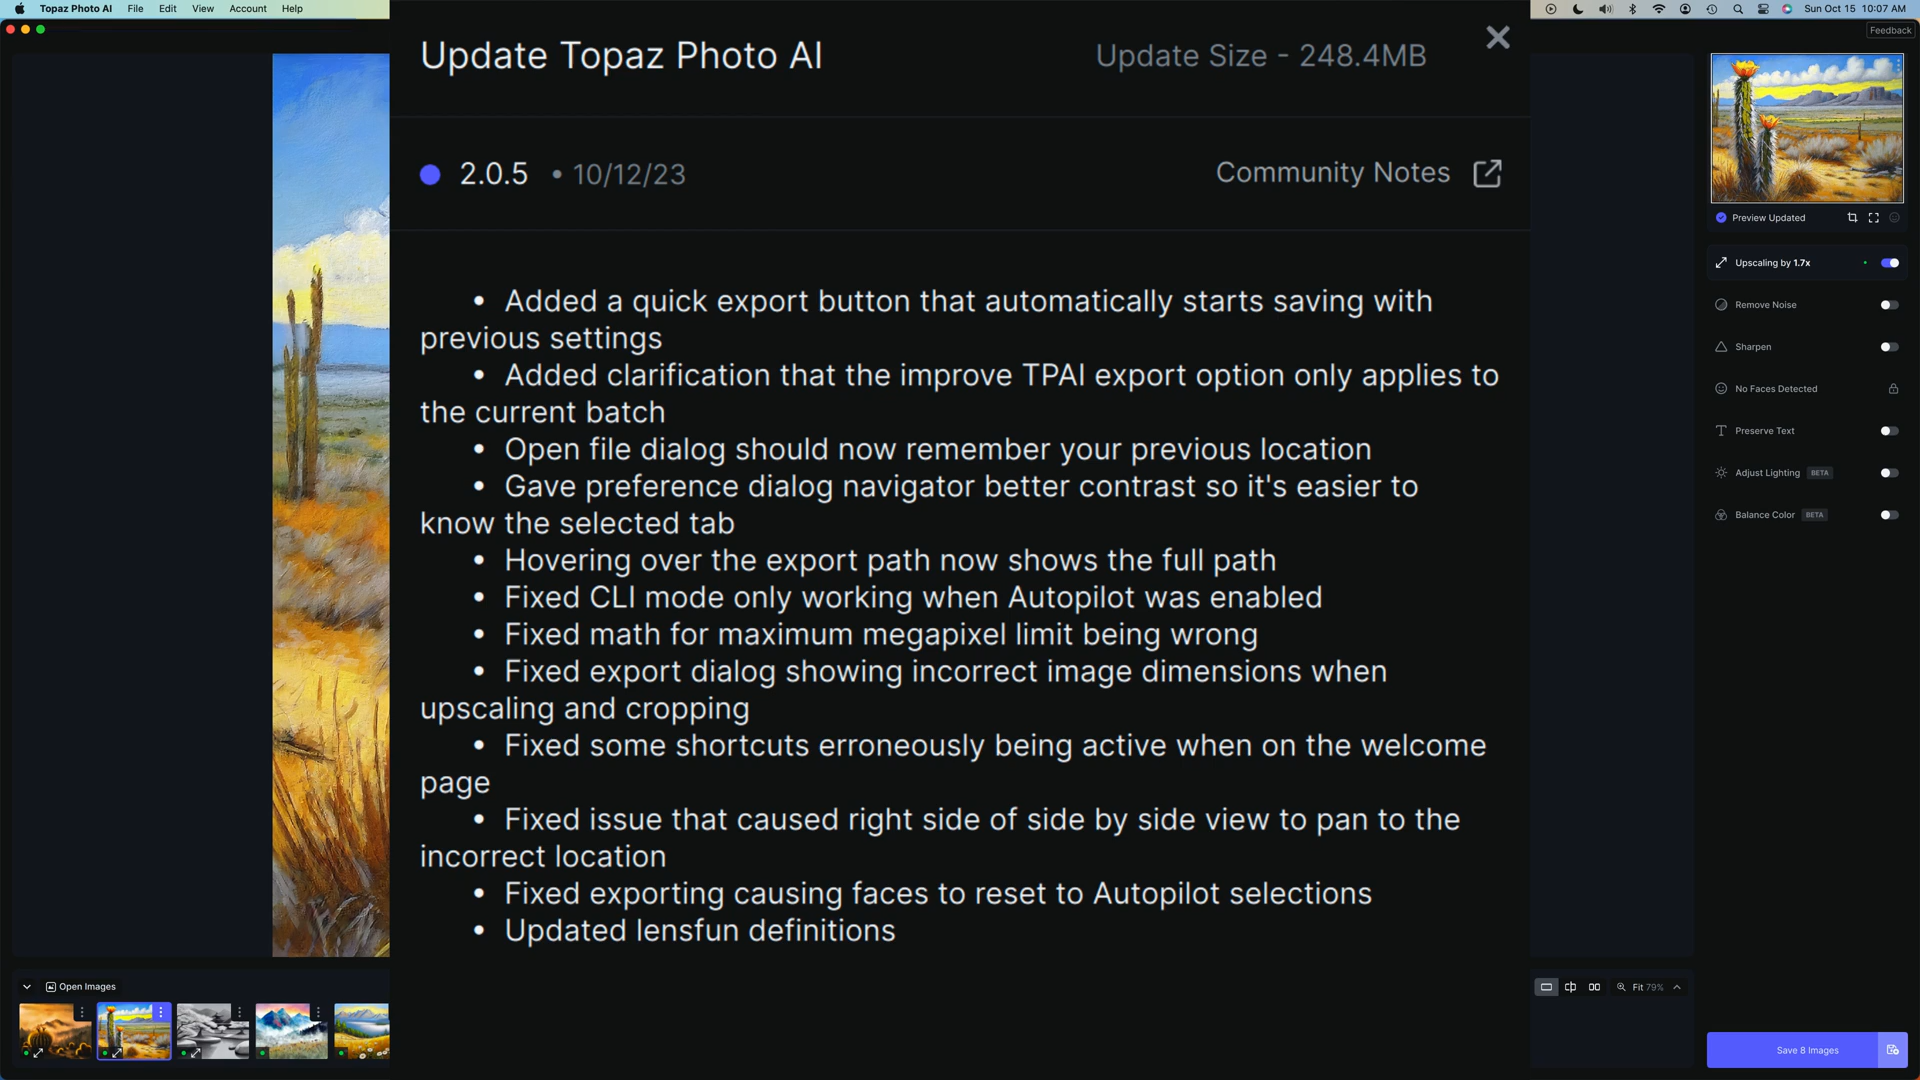 Topaz Photo AI File Edit View Account Help
Sun Oct 15 10:07 AM
Feedback
Update Topaz Photo AI
Update Size - 248.4MB
2.0.5 • 10/12/23
Community Notes
• Added a quick export button that automatically starts saving with
previous settings
• Added clarification that the improve TPAI export option only applies to
the current batch
• Open file dialog should now remember your previous location
• Gave preference dialog navigator better contrast so it's easier to
know the selected tab
• Hovering over the export path now shows the full path
• Fixed CLI mode only working when Autopilot was enabled
• Fixed math for maximum megapixel limit being wrong
• Fixed export dialog showing incorrect image dimensions when
upscaling and cropping
• Fixed some shortcuts erroneously being active when on the welcome
page
• Fixed issue that caused right side of side by side view to pan to the
incorrect location
• Fixed exporting causing faces to reset to Autopilot selections
• Updated lensfun definitions
Preview Updated
Upscaling by 1.7x
Remove Noise
Sharpen
No Faces Detected
Preserve Text
Adjust Lighting BETA
Balance Color BETA
Open Images
Fit 79%
Save 8 Images